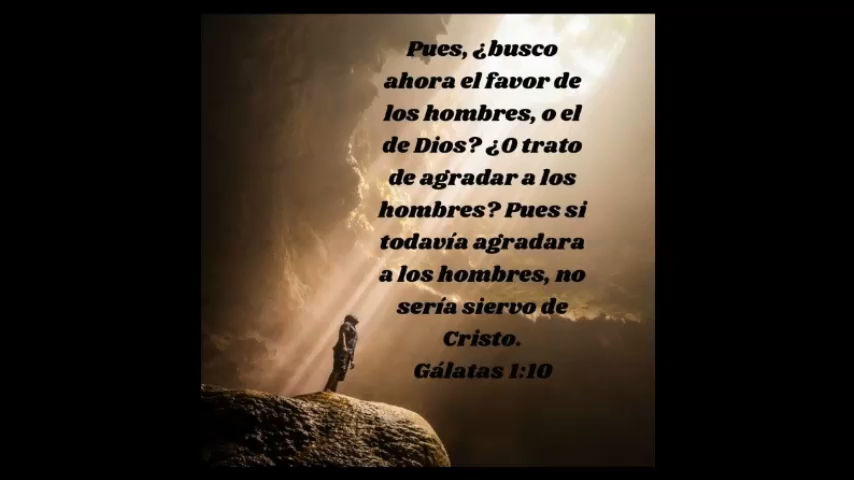 Pues, ¿busco
ahora el favor de
los hombres, o el
de Dios? ¿O trato
de agradar a los
hombres? Pues si
todavía agradara
a los hombres, no
sería siervo de
Cristo.
Gálatas 1:10